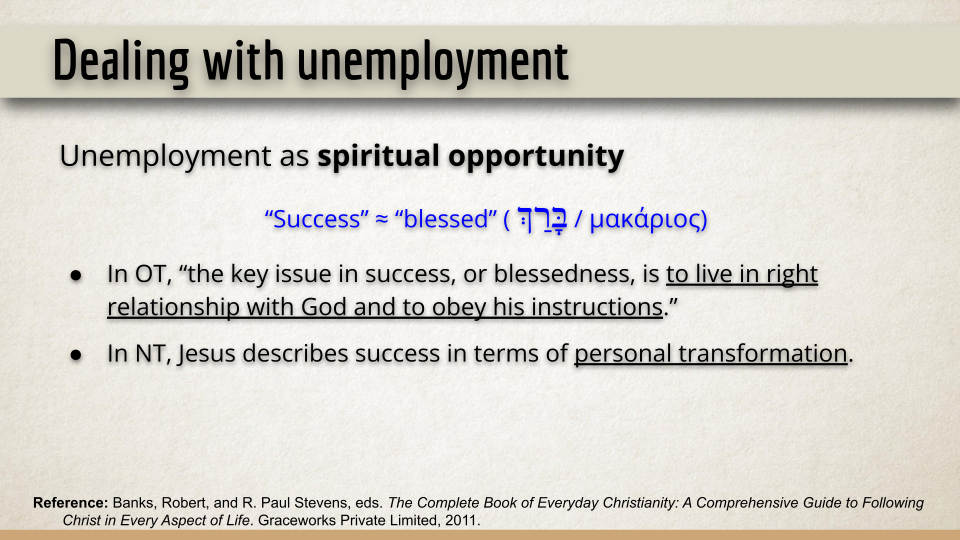 Dealing with unemployment
Unemployment as spiritual opportunity
“Success” ≈ “blessed” ( בָּרַךְ / μακάριος)
● In OT, “the key issue in success, or blessedness, is to live in right
relationship with God and to obey his instructions.”
● In NT, Jesus describes success in terms of personal transformation.
Reference: Banks, Robert, and R. Paul Stevens, eds. The Complete Book of Everyday Christianity: A Comprehensive Guide to Following
Christ in Every Aspect of Life. Graceworks Private Limited, 2011.